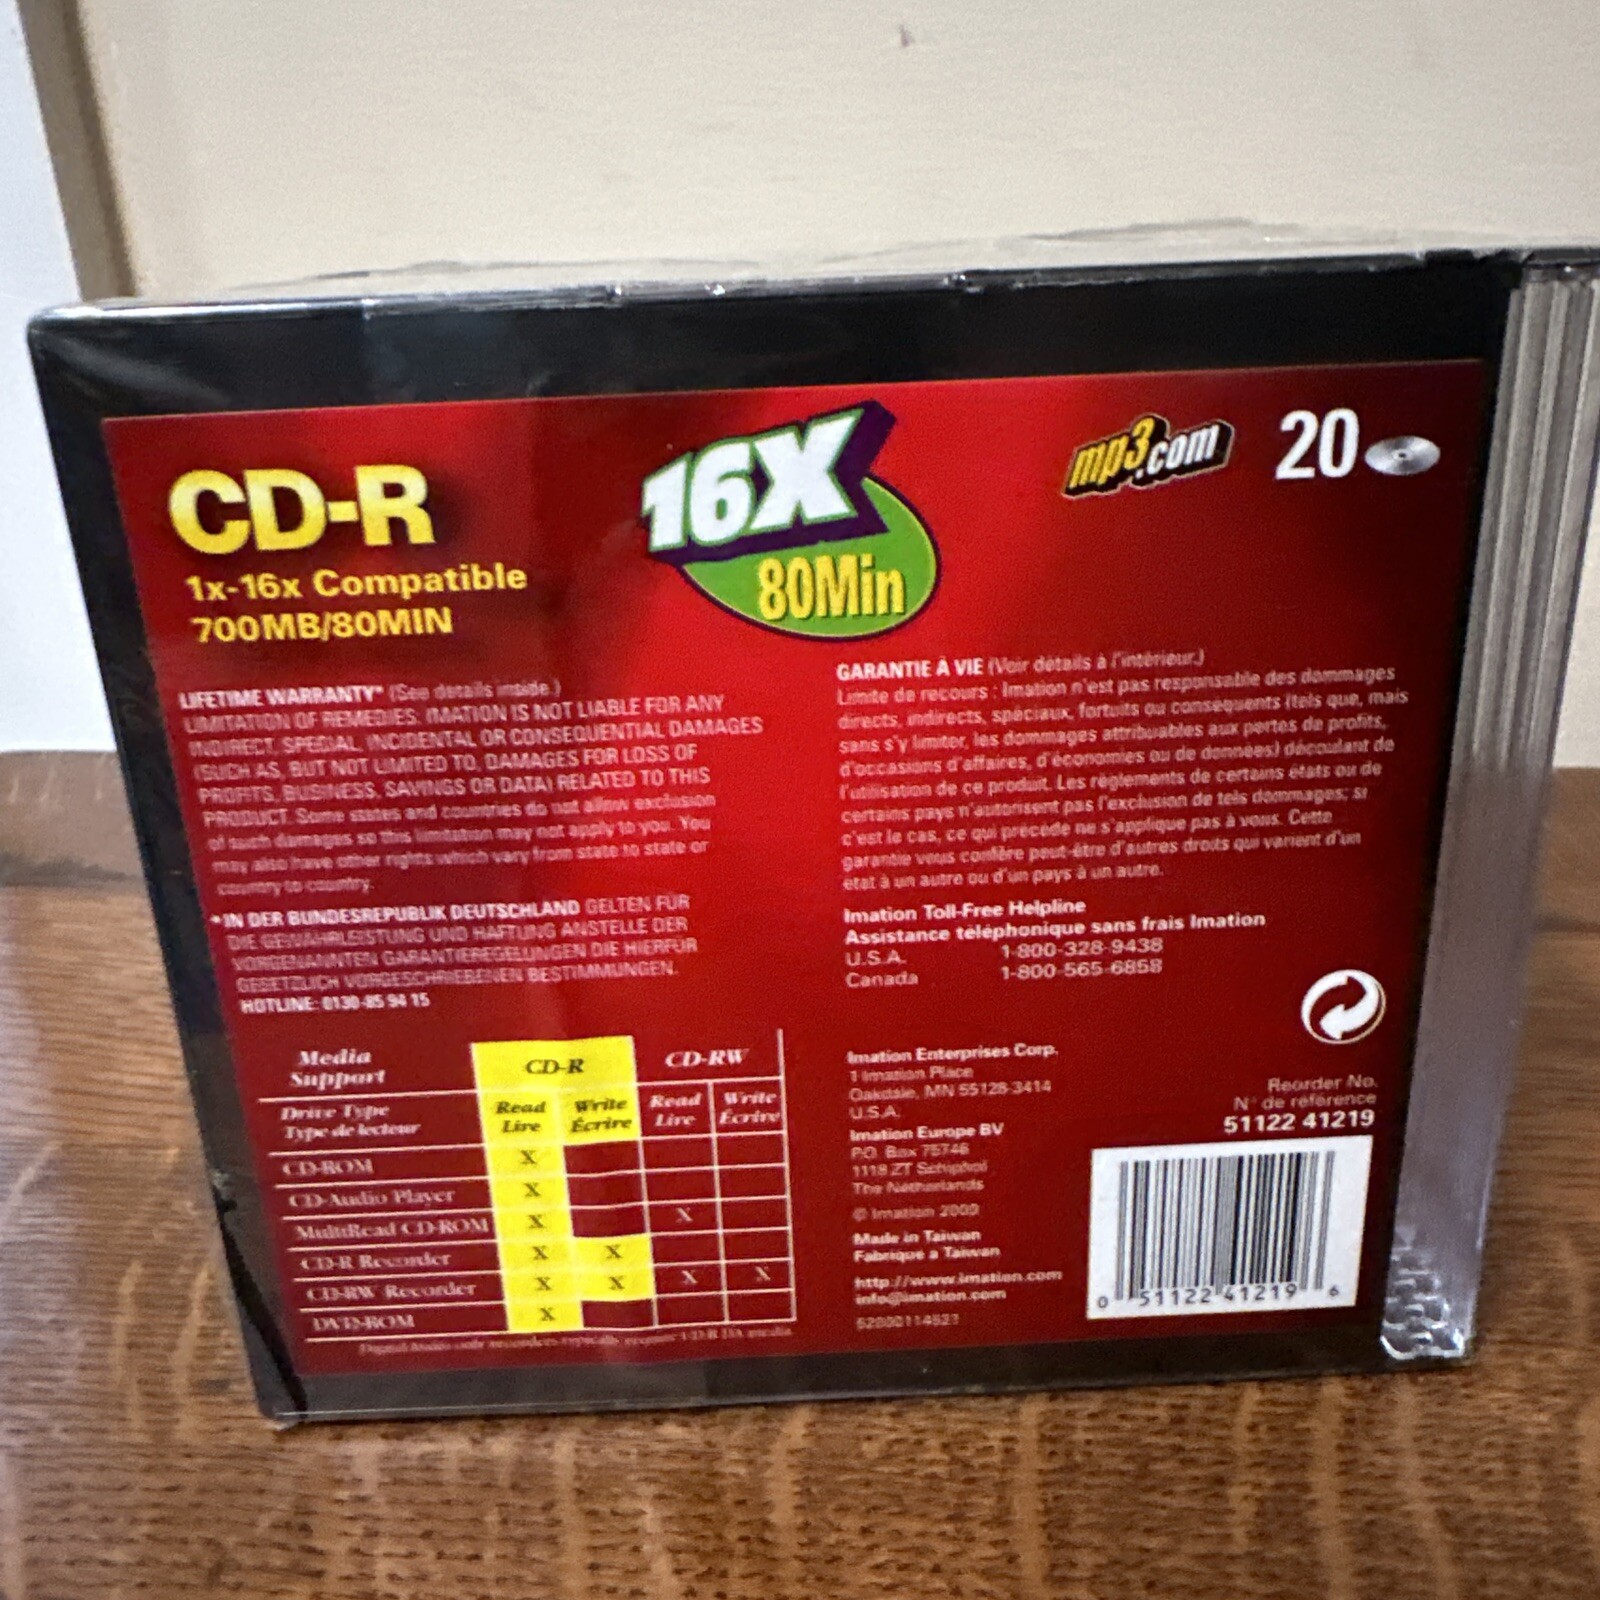 CD-R
1x-16x Compatible
700MB/80MIN
16X
80Min
mp3.com
20
LIFETIME WARRANTY* (See details inside.)
LIMITATION OF REMEDIES: IMATION IS NOT LIABLE FOR ANY
INDIRECT, SPECIAL, INCIDENTAL OR CONSEQUENTIAL DAMAGES
(SUCH AS, BUT NOT LIMITED TO, DAMAGES FOR LOSS OF
PROFITS, BUSINESS, SAVINGS OR DATA) RELATED TO THIS
PRODUCT. Some states and countries do not allow exclusion
of such damages so this limitation may not apply to you. You
may also have other rights which vary from state to state or
country to country.
*IN DER BUNDESREPUBLIK DEUTSCHLAND GELTEN FÜR
DIE GEWÄHRLEISTUNG UND HAFTUNG ANSTELLE DER
VORGENANNTEN GARANTIEREGELUNGEN DIE HIERFÜR
GESETZLICH VORGESCHRIEBENEN BESTIMMUNGEN.
HOTLINE: 0130-85 94 15
Media Support CD-R CD-RW
Drive Type Read Write Read Write
Type de lecteur Lire Écrire Lire Écrire
CD-ROM X
CD-Audio Player X
MultiRead CD-ROM X X
CD-R Recorder X X
CD-RW Recorder X X X X
DVD-ROM X
Digital Audio only recorders typically require CD-R DA media.
GARANTIE À VIE (Voir détails à l'intérieur.)
Limite de recours : Imation n'est pas responsable des dommages
directs, indirects, spéciaux, fortuits ou conséquents (tels que, mais
sans s'y limiter, les dommages attribuables aux pertes de profits,
d'occasions d'affaires, d'économies ou de données) découlant de
l'utilisation de ce produit. Les règlements de certains états ou de
certains pays n'autorisent pas l'exclusion de tels dommages; si
c'est le cas, ce qui précède ne s'applique pas à vous. Cette
garantie vous confère peut-être d'autres droits qui varient d'un
état à un autre ou d'un pays à un autre.
Imation Toll-Free Helpline
Assistance téléphonique sans frais Imation
U.S.A. 1-800-328-9438
Canada 1-800-565-6858
Imation Enterprises Corp.
1 Imation Place
Oakdale, MN 55128-3414
U.S.A.
Imation Europe BV
P.O. Box 75746
1118 ZT Schiphol
The Netherlands
© Imation 2000
Made in Taiwan
Fabriqué à Taiwan
http://www.imation.com
info@imation.com
Reorder No.
N° de référence
51122 41219
0 51122 41219 6